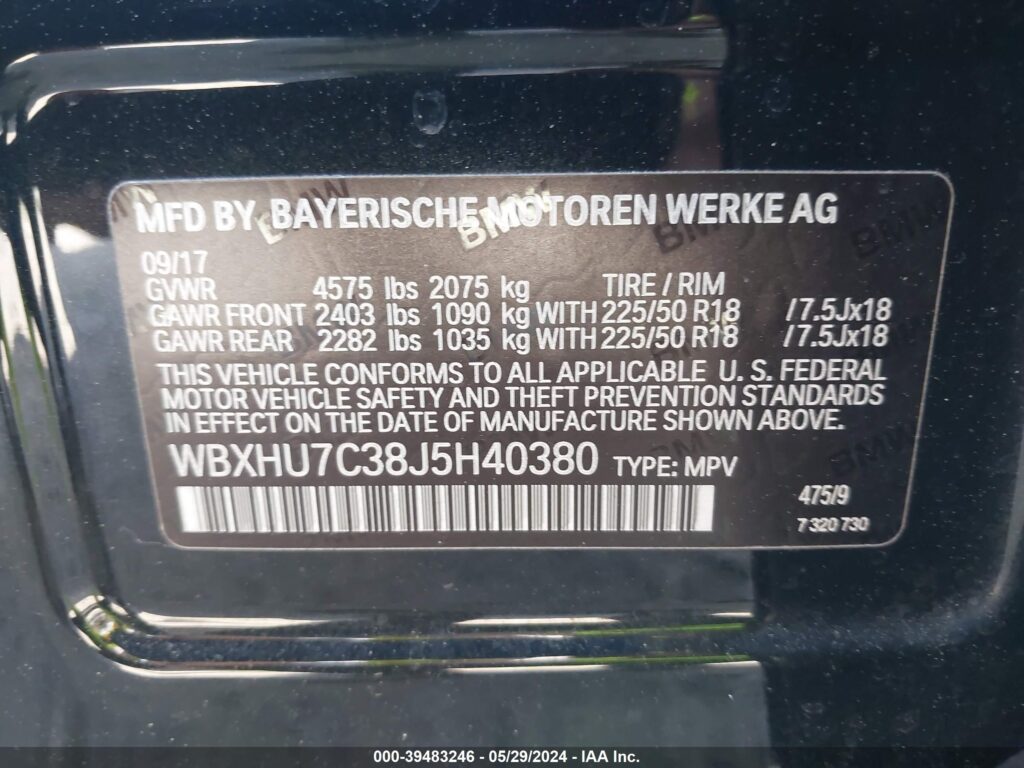 MFD BY BAYERISCHE MOTOREN WERKE AG
09/17
GVWR 4575 lbs 2075 kg TIRE / RIM
GAWR FRONT 2403 lbs 1090 kg WITH 225/50 R18 /7.5Jx18
GAWR REAR 2282 lbs 1035 kg WITH 225/50 R18 /7.5Jx18
THIS VEHICLE CONFORMS TO ALL APPLICABLE U. S. FEDERAL
MOTOR VEHICLE SAFETY AND THEFT PREVENTION STANDARDS
IN EFFECT ON THE DATE OF MANUFACTURE SHOWN ABOVE.
WBXHU7C38J5H40380 TYPE: MPV
475/9
7 320 730
000-39483246 - 05/29/2024 - IAA Inc.